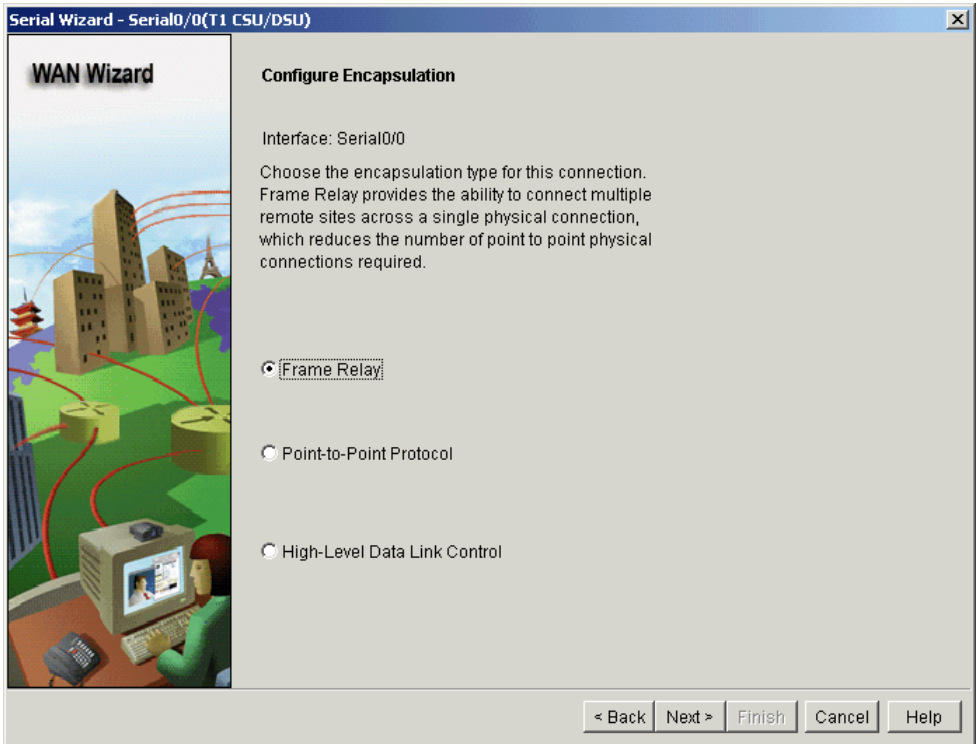 Serial Wizard - Serial0/0(T1 CSU/DSU)
WAN Wizard
Configure Encapsulation
Interface: Serial0/0
Choose the encapsulation type for this connection.
Frame Relay provides the ability to connect multiple
remote sites across a single physical connection,
which reduces the number of point to point physical
connections required.
Frame Relay
Point-to-Point Protocol
High-Level Data Link Control
< Back Next > Finish Cancel Help